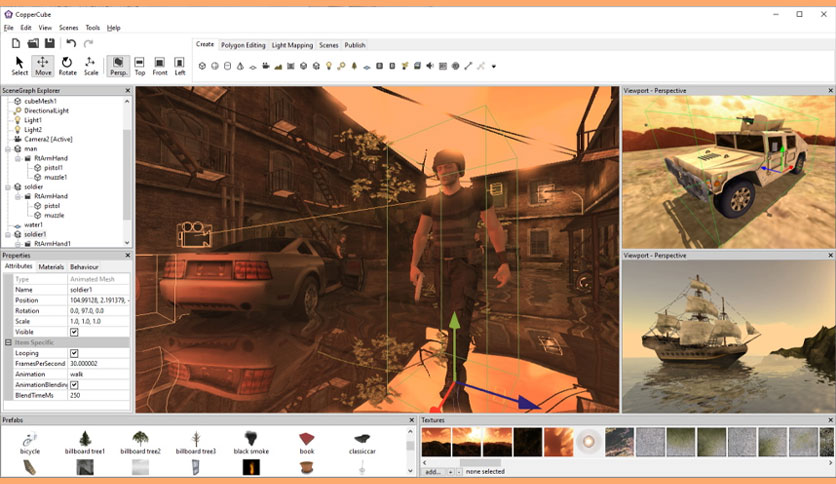 CopperCube
File Edit View Scenes Tools Help
Create Polygon Editing Light Mapping Scenes Publish
Select Move Rotate Scale Persp. Top Front Left
SceneGraph Explorer
cubeMesh1
DirectionalLight
Light1
Light2
Camera2 [Active]
man
RtArmHand
pistol1
muzzle1
soldier
RtArmHand
pistol
muzzle
water1
soldier1
RtArmHand1
Properties
Attributes Materials Behaviour
Type Animated Mesh
Name soldier1
Position 104.99128, 2.191379, -
Rotation 0.0, 97.0, 0.0
Scale 1.0, 1.0, 1.0
Visible
Item Specific
Looping
FramesPerSecond 30.000002
Animation walk
AnimationBlending
BlendTimeMs 250
Viewport - Perspective
Viewport - Perspective
Prefabs
bicycle billboard tree1 billboard tree2 billboard tree3 black smoke book classiccar
Textures
add... + - none selected